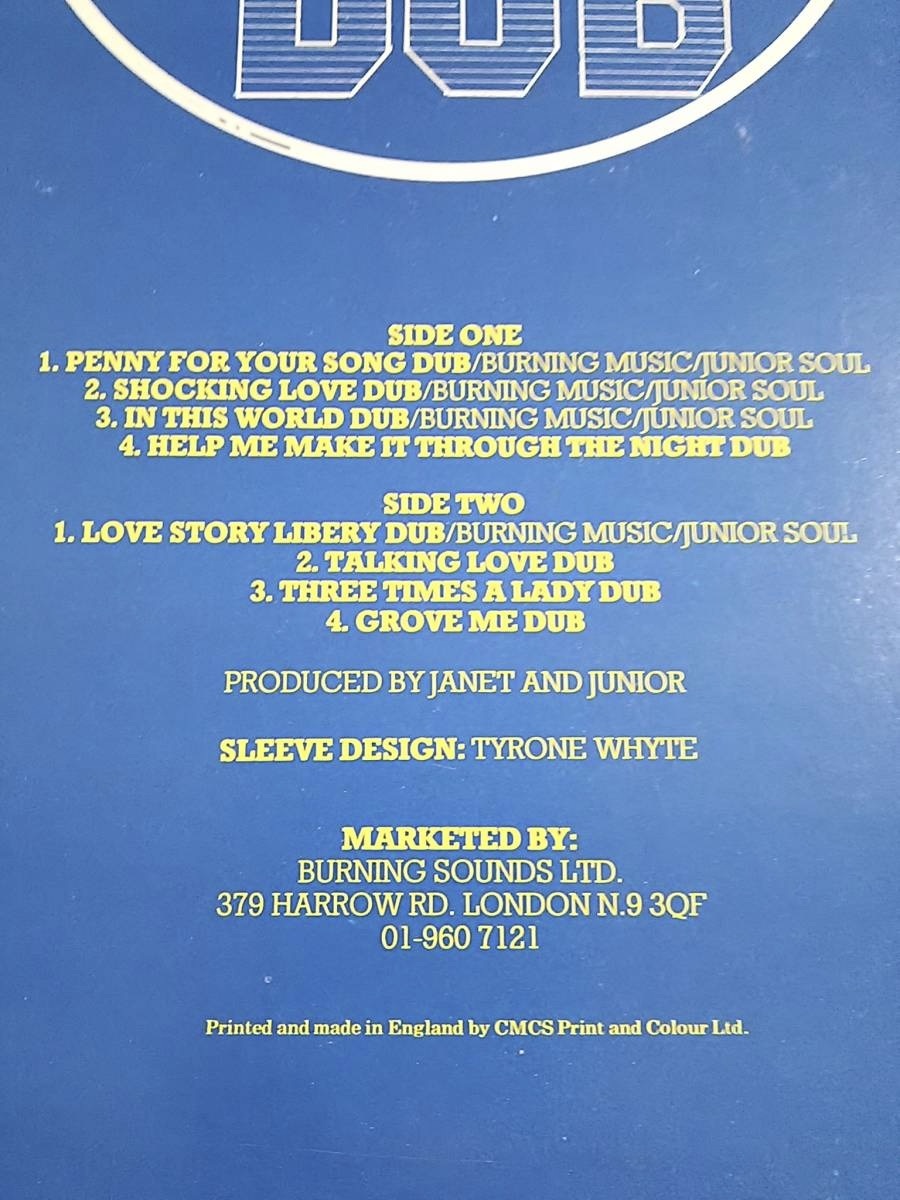 DUB
SIDE ONE
1. PENNY FOR YOUR SONG DUB/BURNING MUSIC/JUNIOR SOUL
2. SHOCKING LOVE DUB/BURNING MUSIC/JUNIOR SOUL
3. IN THIS WORLD DUB/BURNING MUSIC/JUNIOR SOUL
4. HELP ME MAKE IT THROUGH THE NIGHT DUB
SIDE TWO
1. LOVE STORY LIBERY DUB/BURNING MUSIC/JUNIOR SOUL
2. TALKING LOVE DUB
3. THREE TIMES A LADY DUB
4. GROVE ME DUB
PRODUCED BY JANET AND JUNIOR
SLEEVE DESIGN: TYRONE WHYTE
MARKETED BY:
BURNING SOUNDS LTD.
379 HARROW RD. LONDON N.9 3QF
01-960 7121
Printed and made in England by CMCS Print and Colour Ltd.